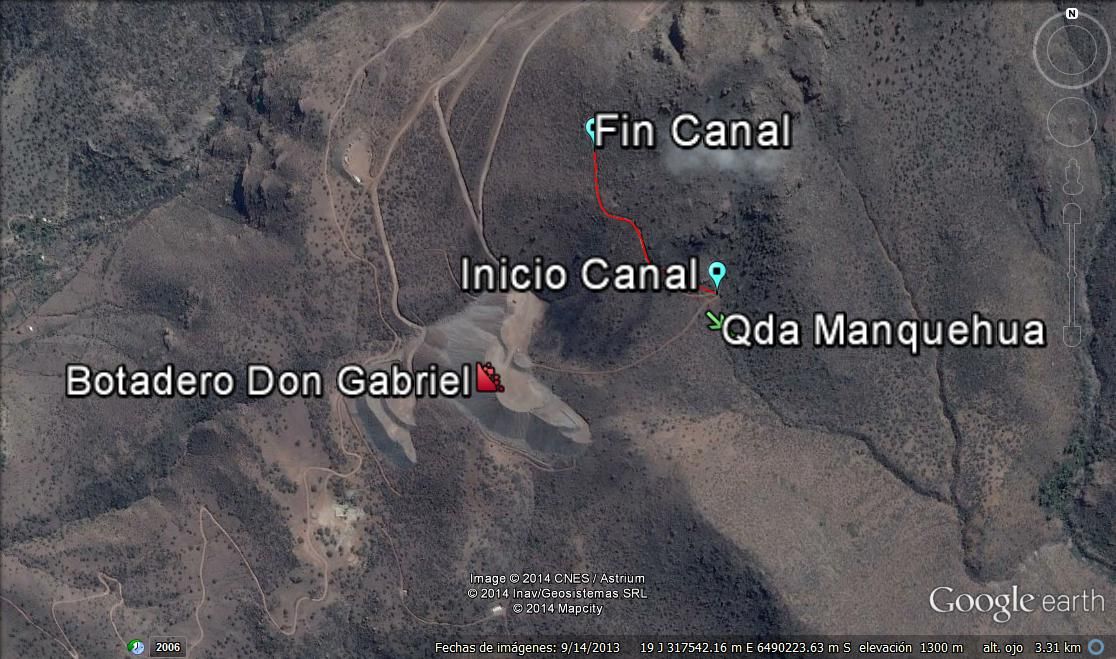 N
Fin Canal
Inicio Canal
Qda Manquehua
Botadero Don Gabriel
Image © 2014 CNES / Astrium
© 2014 Inav/Geosistemas SRL
© 2014 Mapcity
Google earth
2006
Fechas de imágenes: 9/14/2013 19 J 317542.16 m E 6490223.63 m S elevación 1300 m alt. ojo 3.31 km